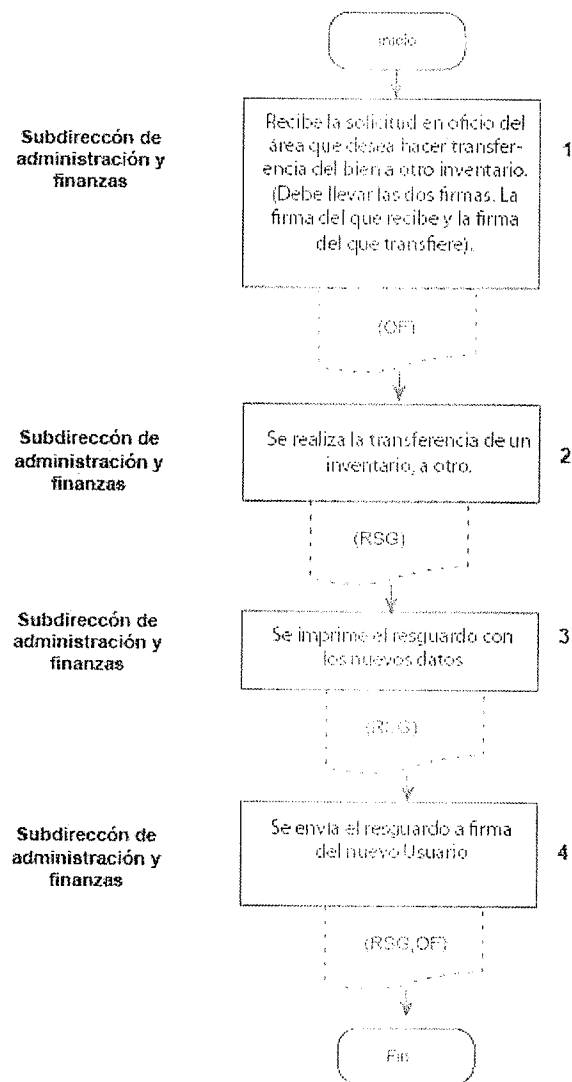 Inicio
Subdireccón de
administración y
finanzas
Recibe la solicitud en oficio del
área que desea hacer transfer-
encia del bien a otro inventario.
(Debe llevar las dos firmas. La
firma del que recibe y la firma
del que transfiere).
1
(OF)
Subdireccón de
administración y
finanzas
Se realiza la transferencia de un
inventario, a otro.
2
(RSG)
Subdireccón de
administración y
finanzas
Se imprime el resguardo con
los nuevos datos
3
Subdireccón de
administración y
finanzas
Se envía el resguardo a firma
del nuevo Usuario
4
(RSG,OF)
Fin